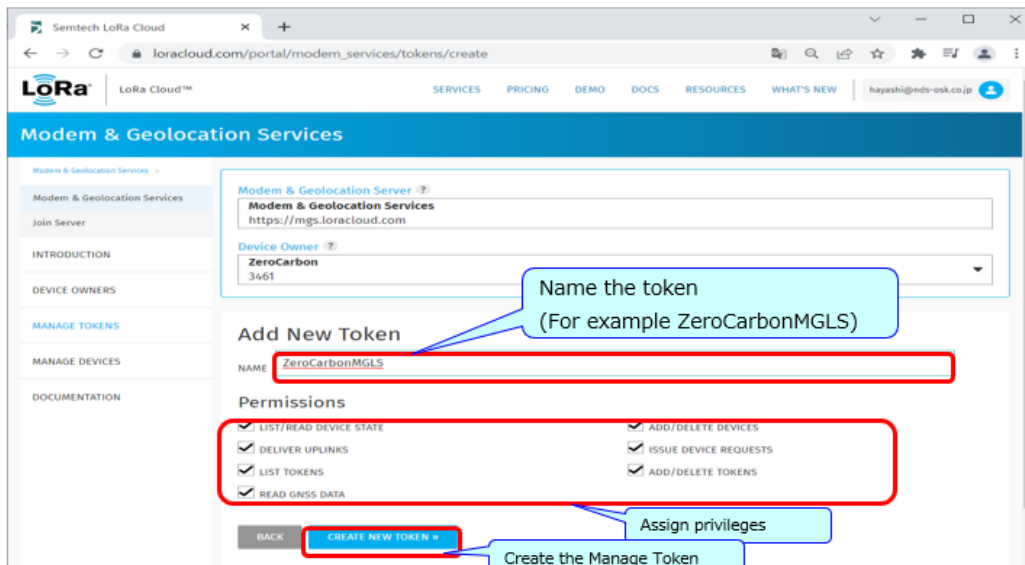 Semtech LoRa Cloud
loracloud.com/portal/modem_services/tokens/create
LoRa
LoRa Cloud™
SERVICES PRICING DEMO DOCS RESOURCES WHAT'S NEW hayashi@nds-osk.co.jp
Modem & Geolocation Services
Modem & Geolocation Services >
Modem & Geolocation Services
Join Server
INTRODUCTION
DEVICE OWNERS
MANAGE TOKENS
MANAGE DEVICES
DOCUMENTATION
Modem & Geolocation Server ?
Modem & Geolocation Services
https://mgs.loracloud.com
Device Owner ?
ZeroCarbon
3461
Name the token
(For example ZeroCarbonMGLS)
Add New Token
NAME ZeroCarbonMGLS
Permissions
LIST/READ DEVICE STATE ADD/DELETE DEVICES
DELIVER UPLINKS ISSUE DEVICE REQUESTS
LIST TOKENS ADD/DELETE TOKENS
READ GNSS DATA
Assign privileges
BACK CREATE NEW TOKEN »
Create the Manage Token